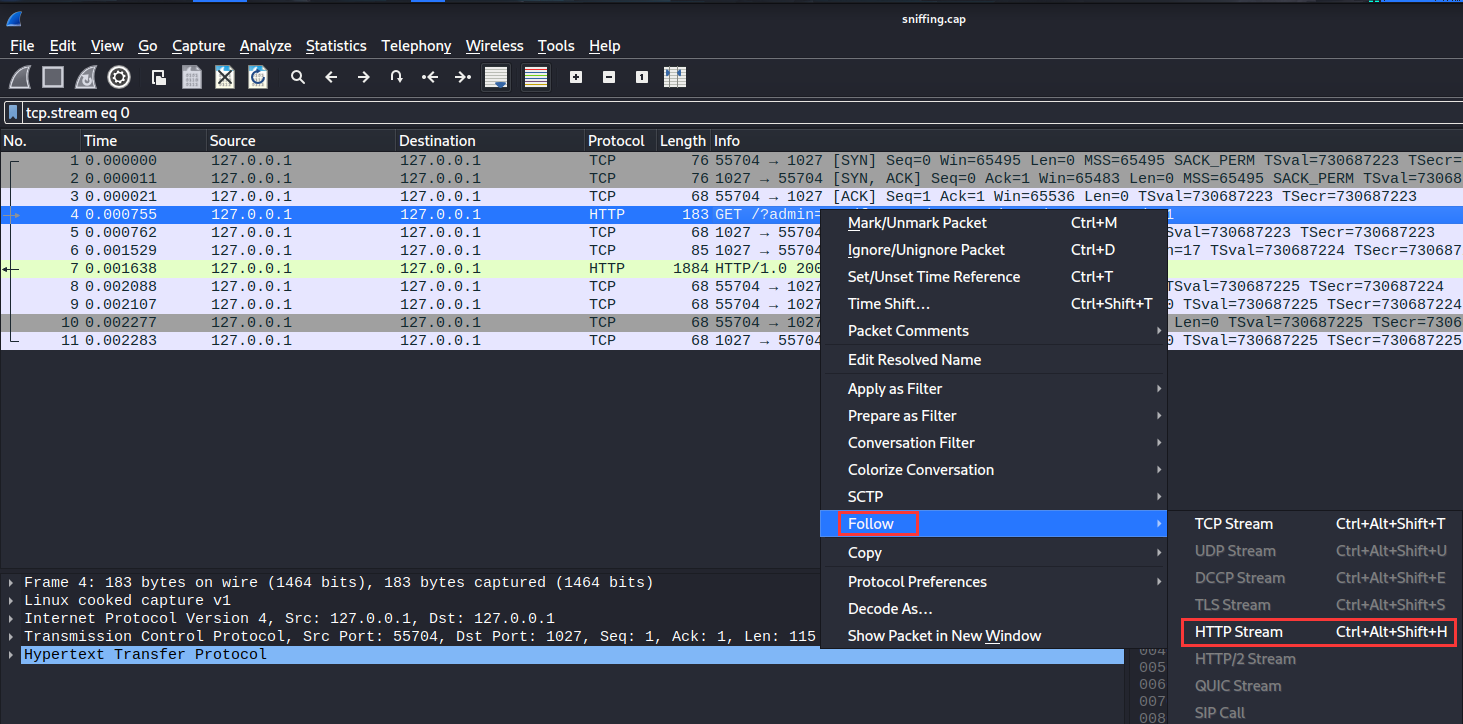 sniffing.cap
File Edit View Go Capture Analyze Statistics Telephony Wireless Tools Help
tcp.stream eq 0
No. Time Source Destination Protocol Length Info
1 0.000000 127.0.0.1 127.0.0.1 TCP 76 55704 → 1027 [SYN] Seq=0 Win=65495 Len=0 MSS=65495 SACK_PERM TSval=730687223 TSecr=
2 0.000011 127.0.0.1 127.0.0.1 TCP 76 1027 → 55704 [SYN, ACK] Seq=0 Ack=1 Win=65483 Len=0 MSS=65495 SACK_PERM TSval=73068
3 0.000021 127.0.0.1 127.0.0.1 TCP 68 55704 → 1027 [ACK] Seq=1 Ack=1 Win=65536 Len=0 TSval=730687223 TSecr=730687223
4 0.000755 127.0.0.1 127.0.0.1 HTTP 183 GET /?admin= 1
5 0.000762 127.0.0.1 127.0.0.1 TCP 68 1027 → 55704 TSval=730687223 TSecr=730687223
6 0.001529 127.0.0.1 127.0.0.1 TCP 85 1027 → 55704 n=17 TSval=730687224 TSecr=730687
7 0.001638 127.0.0.1 127.0.0.1 HTTP 1884 HTTP/1.0 200
8 0.002088 127.0.0.1 127.0.0.1 TCP 68 55704 → 1027 TSval=730687225 TSecr=730687224
9 0.002107 127.0.0.1 127.0.0.1 TCP 68 55704 → 1027 0 TSval=730687225 TSecr=730687224
10 0.002277 127.0.0.1 127.0.0.1 TCP 68 55704 → 1027 Len=0 TSval=730687225 TSecr=7306
11 0.002283 127.0.0.1 127.0.0.1 TCP 68 1027 → 55704 0 TSval=730687225 TSecr=730687225
Mark/Unmark Packet Ctrl+M
Ignore/Unignore Packet Ctrl+D
Set/Unset Time Reference Ctrl+T
Time Shift… Ctrl+Shift+T
Packet Comments
Edit Resolved Name
Apply as Filter
Prepare as Filter
Conversation Filter
Colorize Conversation
SCTP
Follow
Copy
Protocol Preferences
Decode As…
Show Packet in New Window
TCP Stream Ctrl+Alt+Shift+T
UDP Stream Ctrl+Alt+Shift+U
DCCP Stream Ctrl+Alt+Shift+E
TLS Stream Ctrl+Alt+Shift+S
HTTP Stream Ctrl+Alt+Shift+H
HTTP/2 Stream
QUIC Stream
SIP Call
Frame 4: 183 bytes on wire (1464 bits), 183 bytes captured (1464 bits)
Linux cooked capture v1
Internet Protocol Version 4, Src: 127.0.0.1, Dst: 127.0.0.1
Transmission Control Protocol, Src Port: 55704, Dst Port: 1027, Seq: 1, Ack: 1, Len: 115
Hypertext Transfer Protocol
004
005
006
007
008